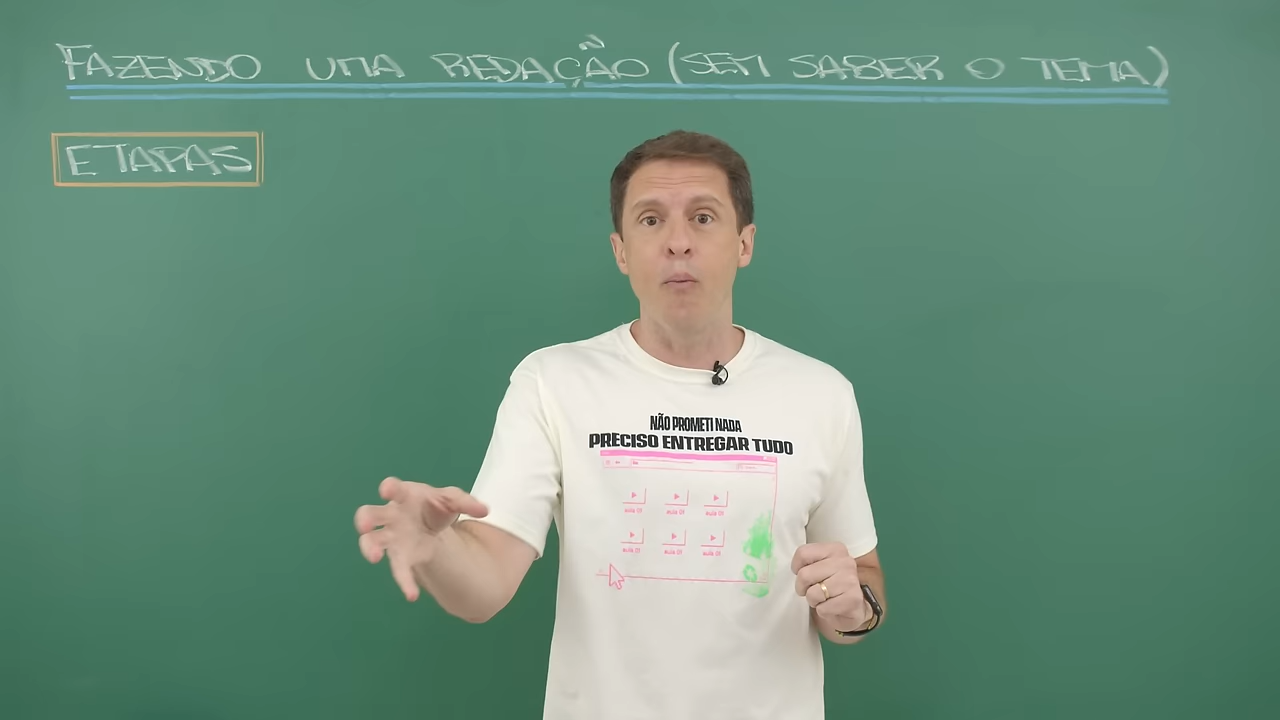 FAZENDO UMA REDAÇÃO (SEM SABER O TEMA)
ETAPAS
NÃO PROMETI NADA
PRECISO ENTREGAR TUDO